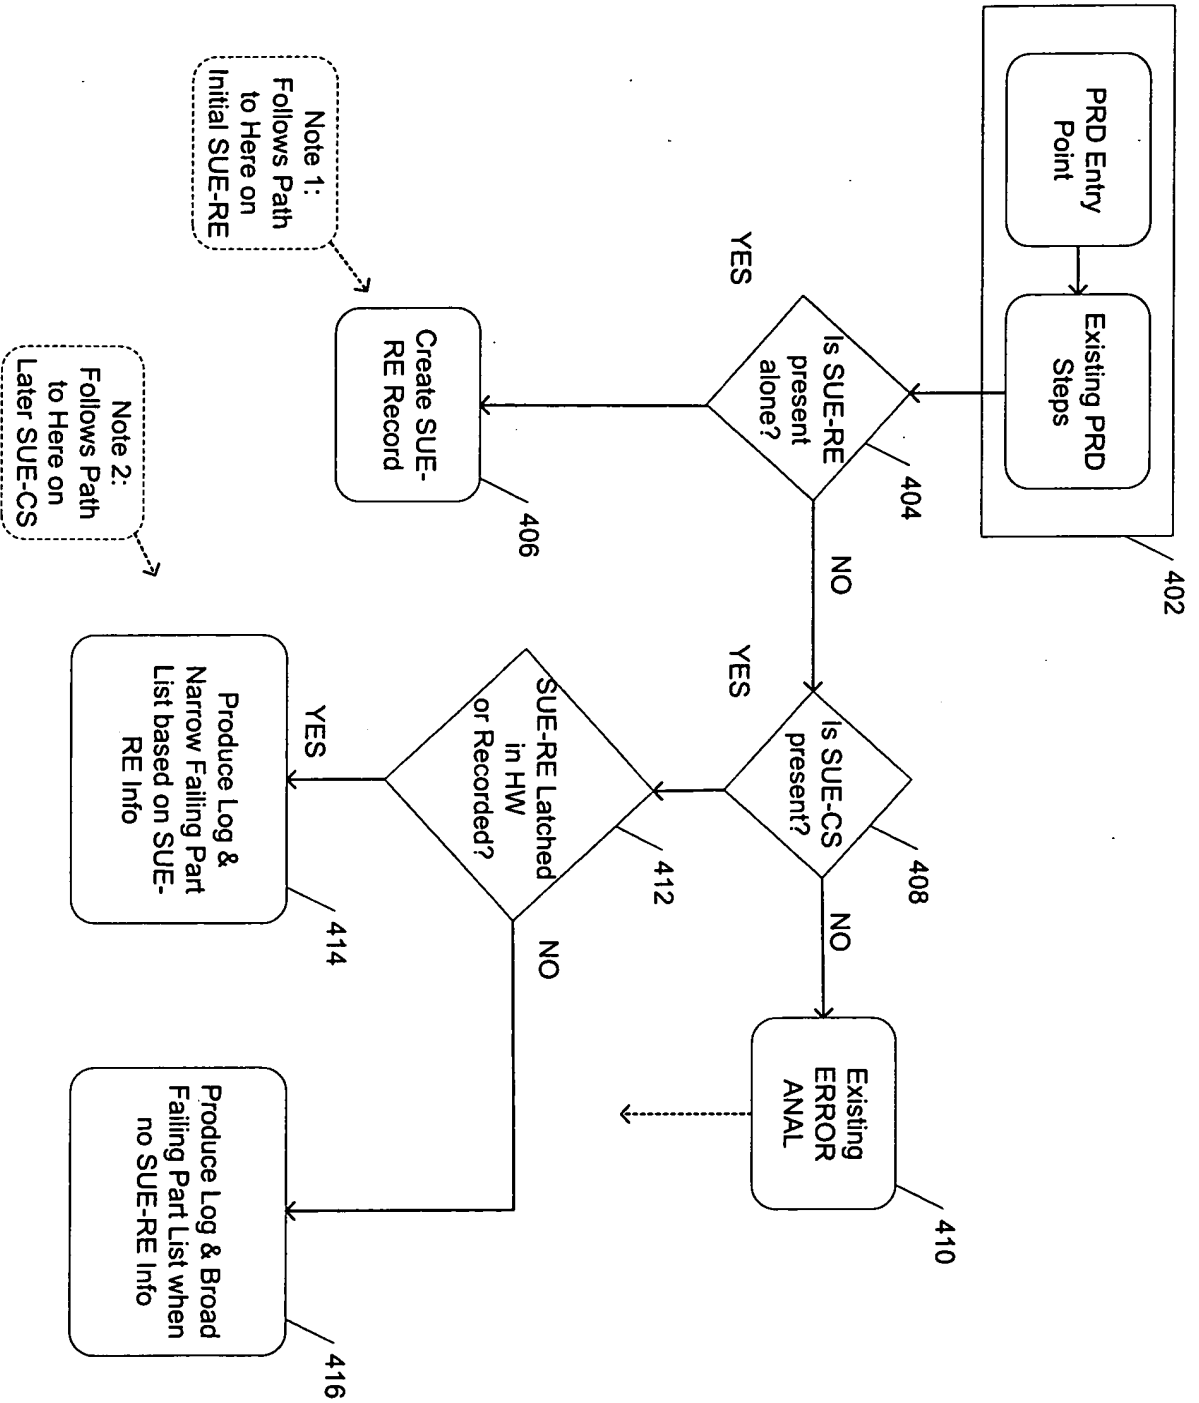 PRD Entry
Point
Existing PRD
Steps
402
Is SUE-RE
present
alone?
404
YES
NO
Create SUE-
RE Record
406
Note 1:
Follows Path
to Here on
Initial SUE-RE
Is SUE-CS
present?
408
YES
NO
Existing
ERROR
ANAL
410
SUE-RE Latched
in HW
or Recorded?
412
YES
NO
Note 2:
Follows Path
to Here on
Later SUE-CS
Produce Log &
Narrow Failing Part
List based on SUE-
RE Info
414
Produce Log & Broad
Failing Part List when
no SUE-RE Info
416